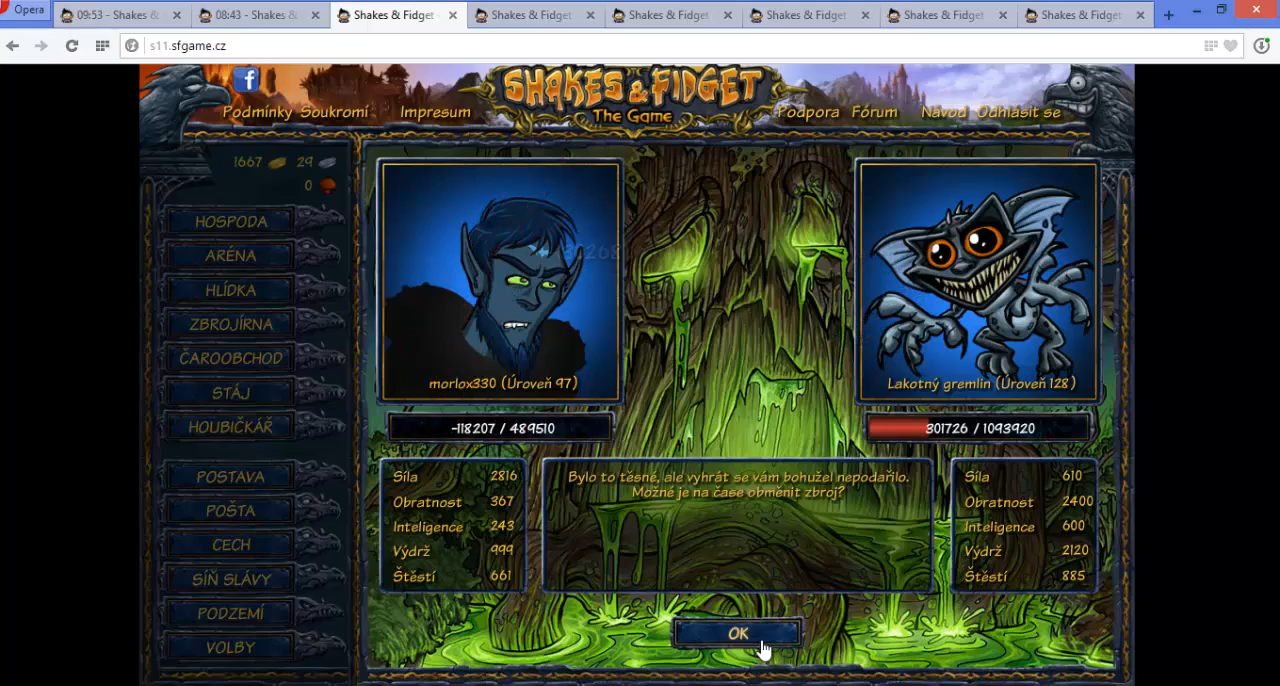 Opera
09:53 - Shakes &
08:43 - Shakes &
Shakes & Fidget
Shakes & Fidget
Shakes & Fidget
Shakes & Fidget
Shakes & Fidget
Shakes & Fidget
s11.sfgame.cz
SHAKES & FIDGET
The Game
Podmínky Soukromí Impresum
Podpora Fórum Návod Odhlásit se
1667 29
0
HOSPODA
ARÉNA
HLÍDKA
ZBROJÍRNA
ČAROOBCHOD
STÁJ
HOUBIČKÁŘ
POSTAVA
POŠTA
CECH
SÍŇ SLÁVY
PODZEMÍ
VOLBY
morlox330 (Úroveň 97)
-118207 / 489510
Síla 2816
Obratnost 367
Inteligence 243
Výdrž 999
Štěstí 661
Bylo to těsné, ale vyhrát se vám bohužel nepodařilo.
Možné je na čase obměnit zbroj?
OK
Lakotný gremlin (Úroveň 128)
301726 / 1093920
Síla 610
Obratnost 2400
Inteligence 600
Výdrž 2120
Štěstí 885